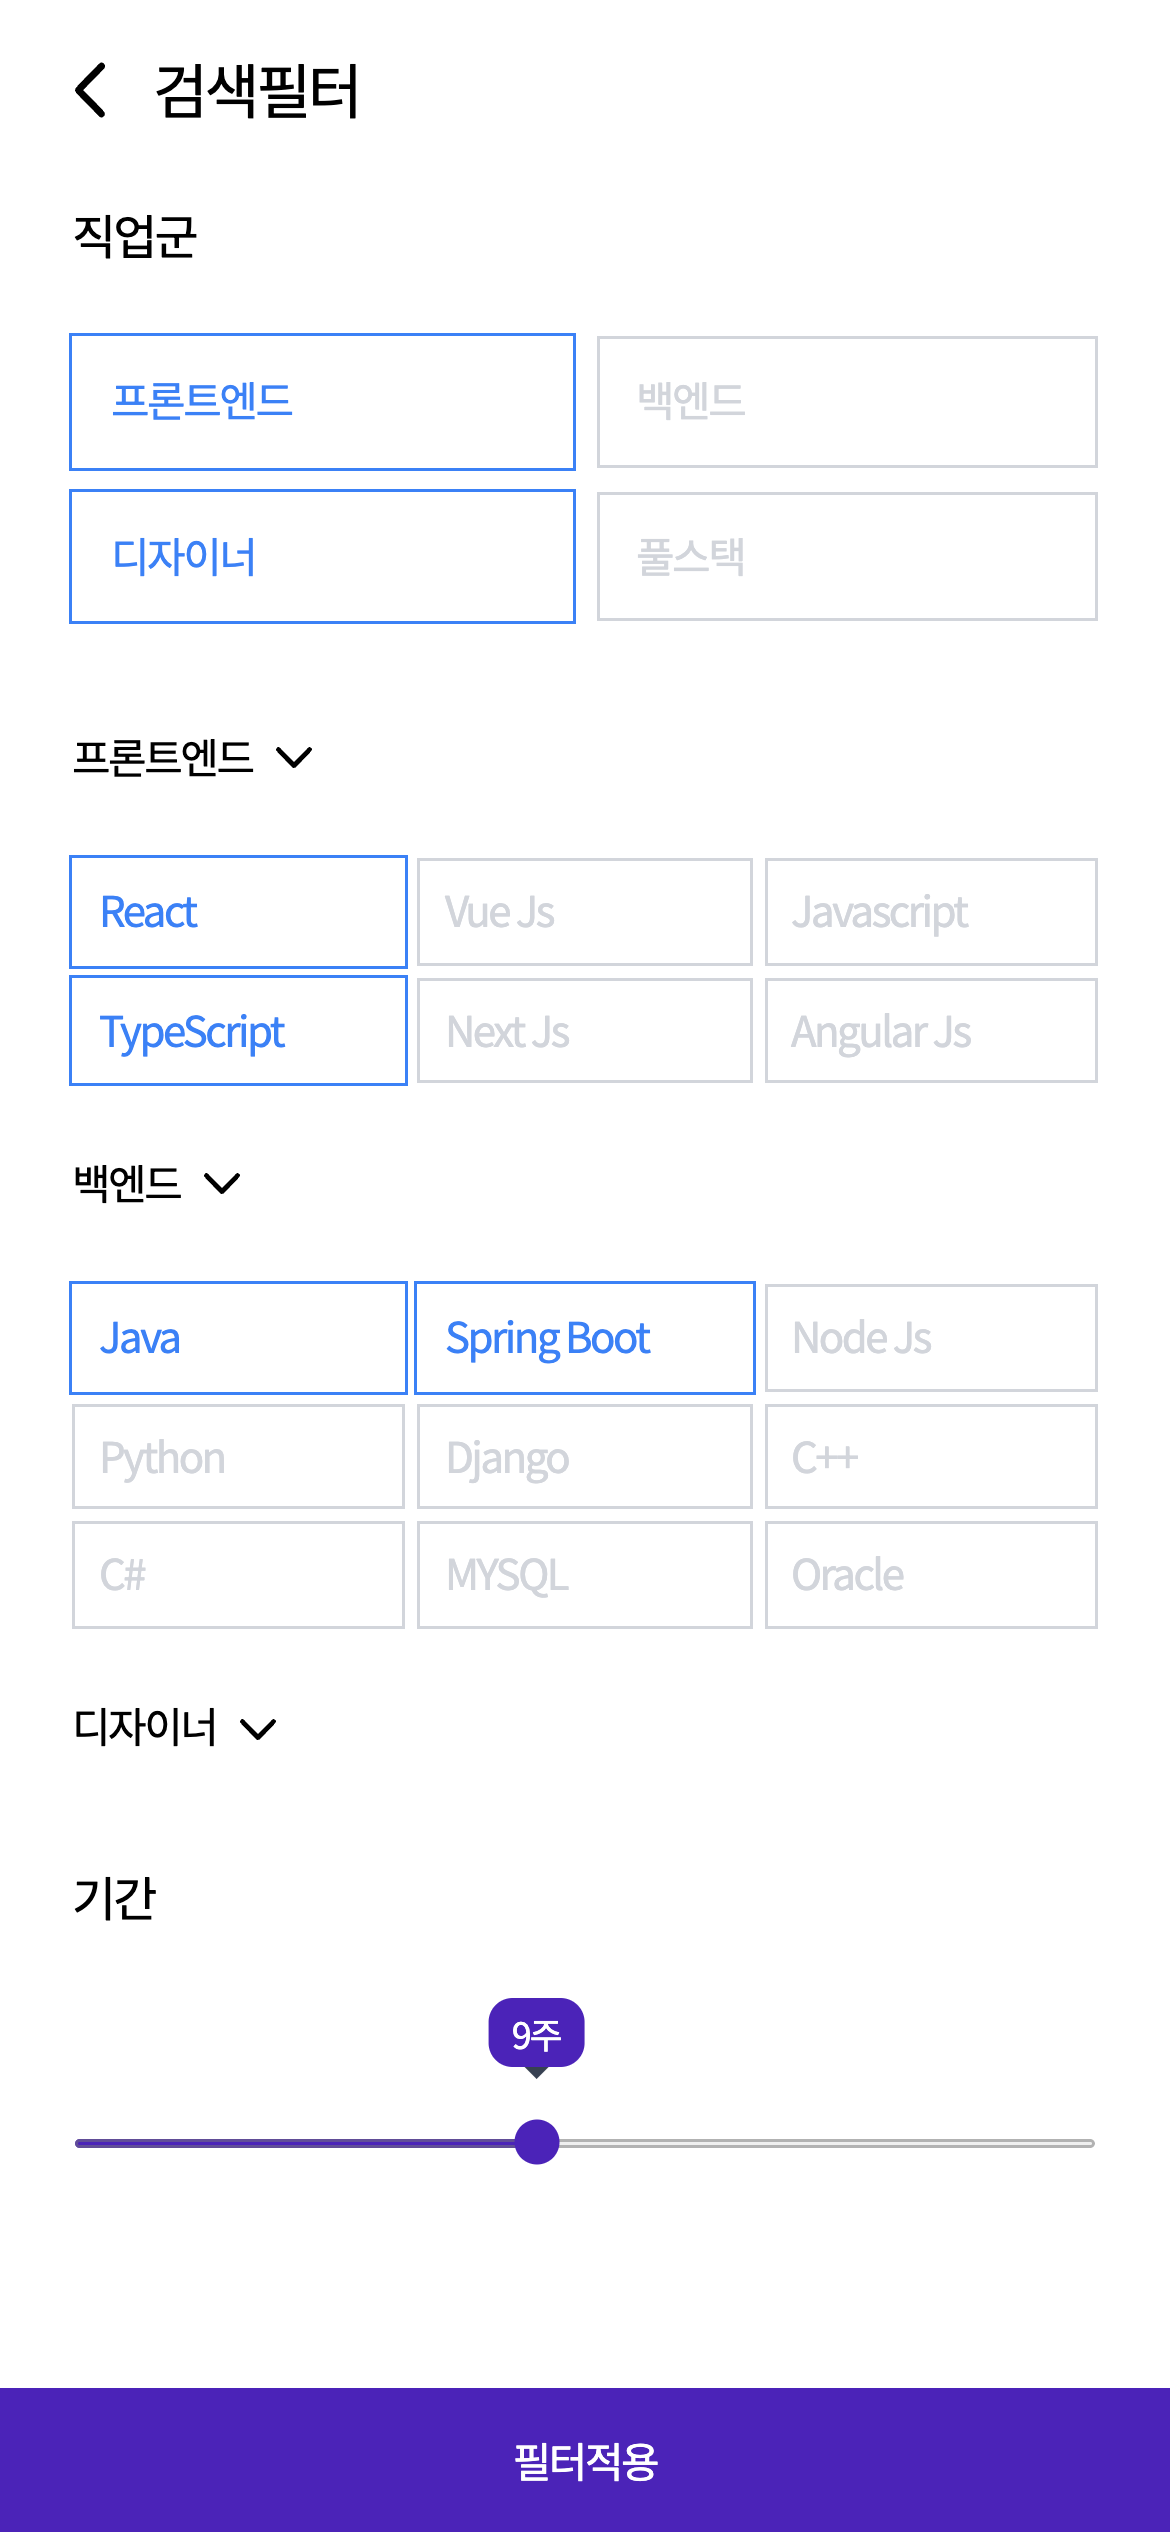 검색필터
직업군
프론트엔드 백엔드
디자이너 풀스택
프론트엔드
React Vue Js Javascript
TypeScript Next Js Angular Js
백엔드
Java Spring Boot Node Js
Python Django C++
C# MYSQL Oracle
디자이너
기간
9주
필터적용